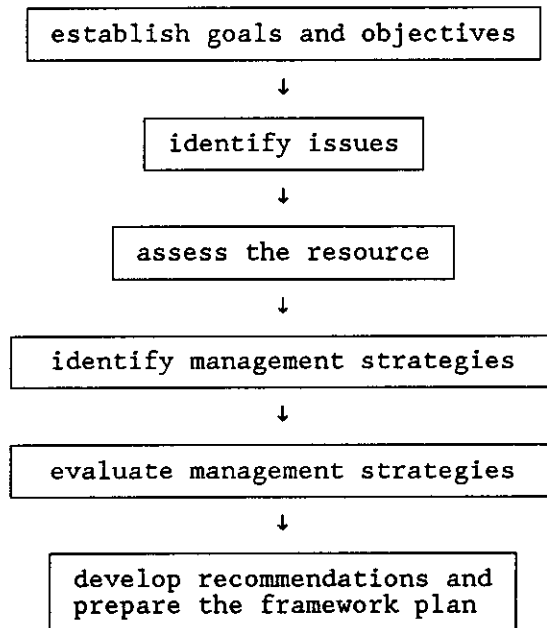 establish goals and objectives
↓
identify issues
↓
assess the resource
↓
identify management strategies
↓
evaluate management strategies
↓
develop recommendations and
prepare the framework plan